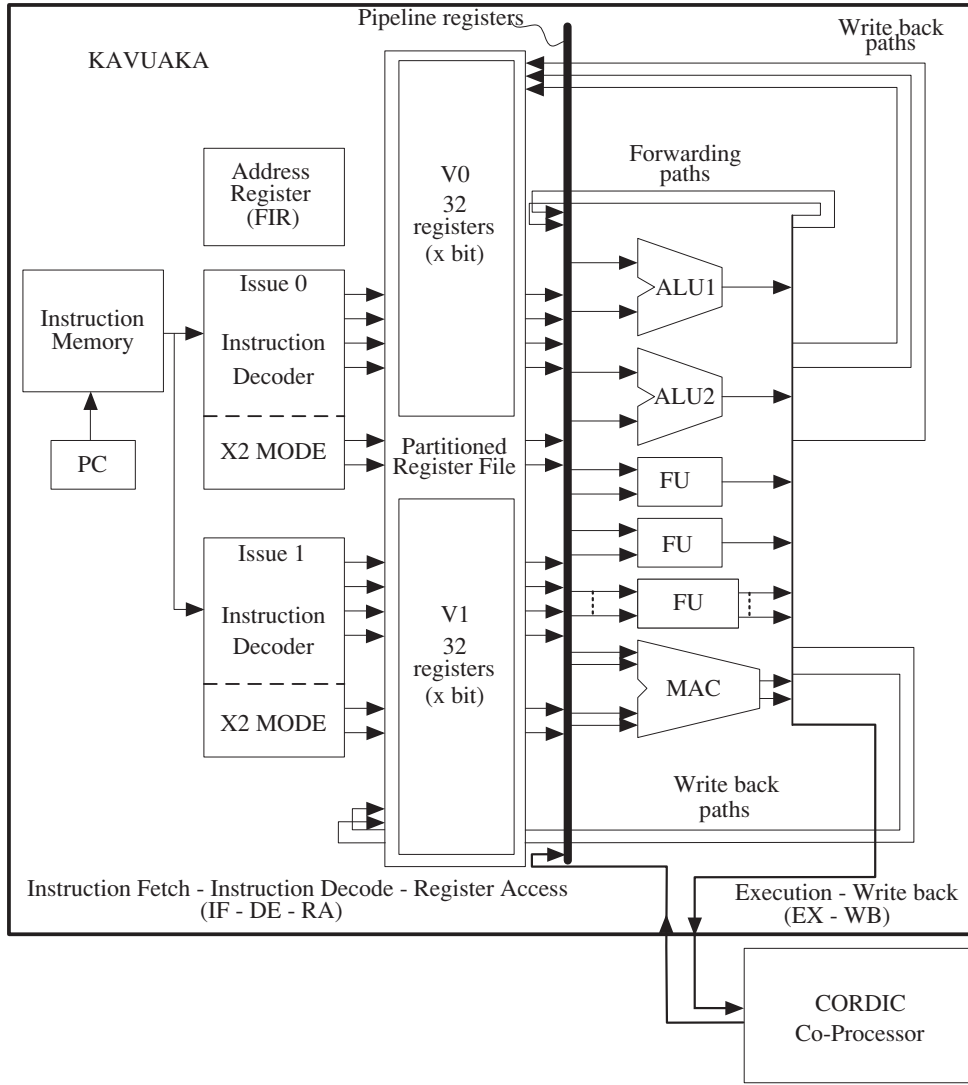 Pipeline registers
Write back
paths
KAVUAKA
Address
Register
(FIR)
V0
32
registers
(x bit)
Forwarding
paths
Issue 0
Instruction
Decoder
X2 MODE
Instruction
Memory
PC
ALU1
ALU2
Partitioned
Register File
FU
FU
FU
Issue 1
Instruction
Decoder
X2 MODE
V1
32
registers
(x bit)
MAC
Write back
paths
Instruction Fetch - Instruction Decode - Register Access
(IF - DE - RA)
Execution - Write back
(EX - WB)
CORDIC
Co-Processor